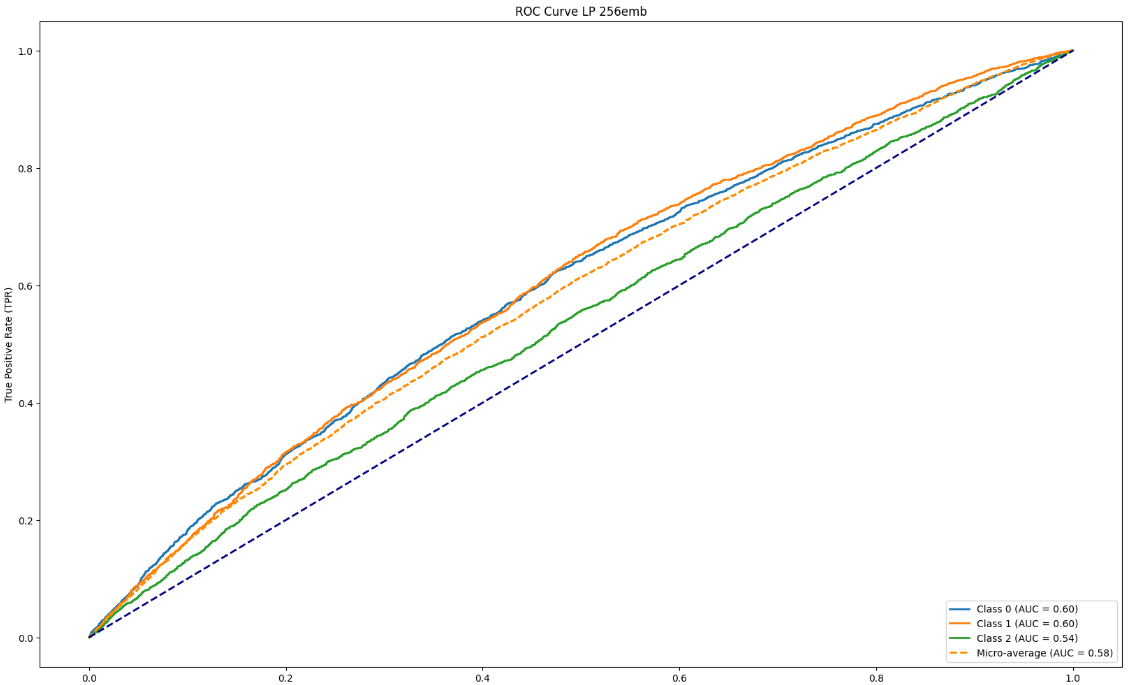 ROC Curve LP 256emb
True Positive Rate (TPR)
1.0
0.8
0.6
0.4
0.2
0.0
0.0 0.2 0.4 0.6 0.8 1.0
Class 0 (AUC = 0.60)
Class 1 (AUC = 0.60)
Class 2 (AUC = 0.54)
Micro-average (AUC = 0.58)